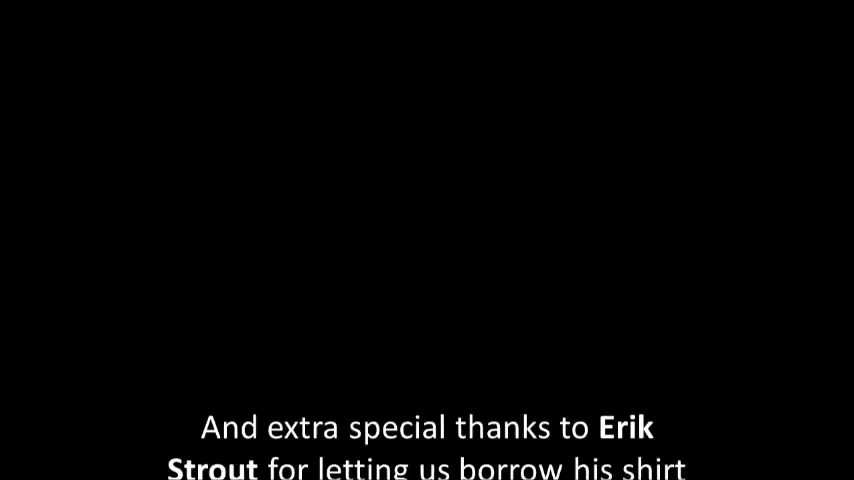 And extra special thanks to Erik
Strout for letting us borrow his shirt